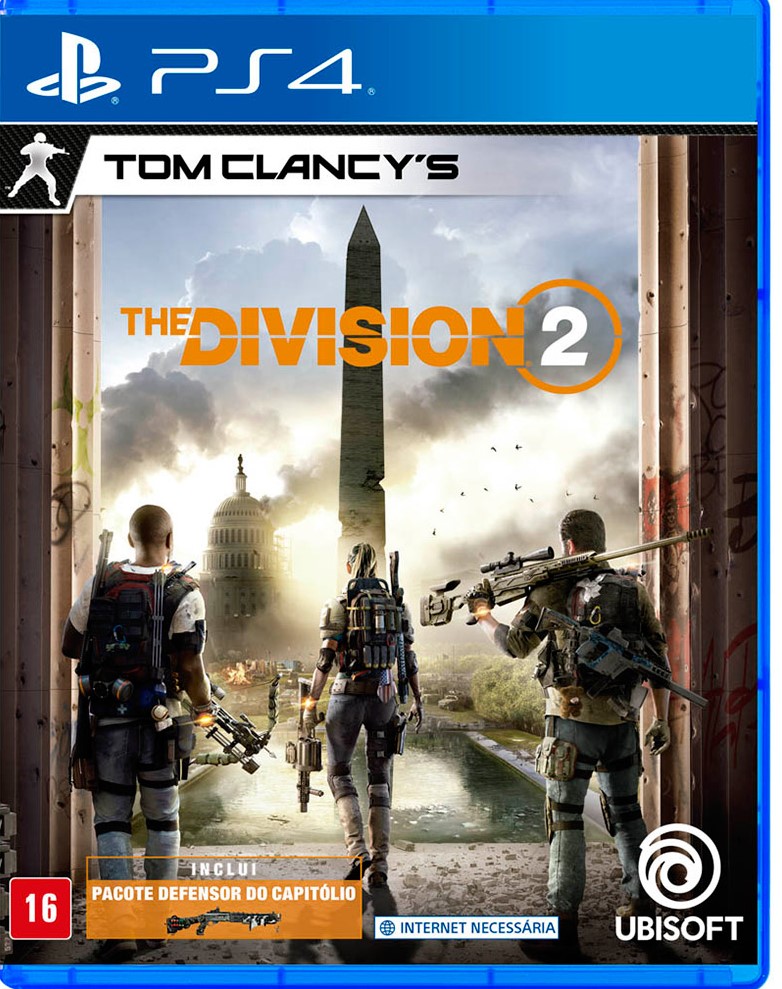 PS4
TOM CLANCY'S
THE DIVISION 2
INCLUI
PACOTE DEFENSOR DO CAPITÓLIO
16
INTERNET NECESSÁRIA
UBISOFT